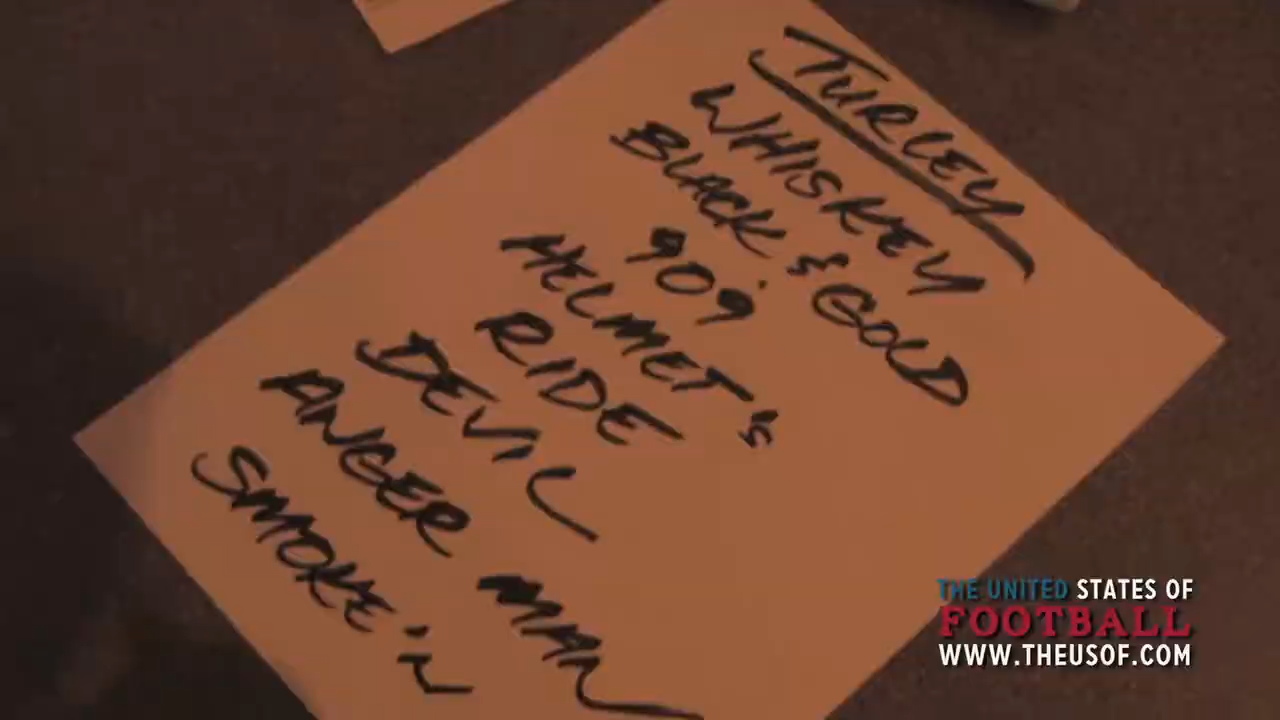 TURLEY
WHISKEY
BLACK & GOLD
909
HELMET'S
RIDE
DEVIL
ANGER MAN
SMOKE'N
THE UNITED STATES OF
FOOTBALL
WWW.THEUSOF.COM